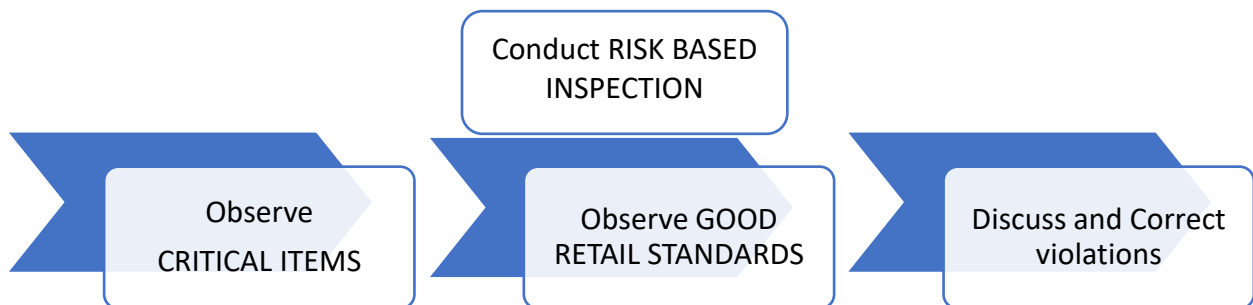 Conduct RISK BASED
INSPECTION
Observe
CRITICAL ITEMS
Observe GOOD
RETAIL STANDARDS
Discuss and Correct
violations